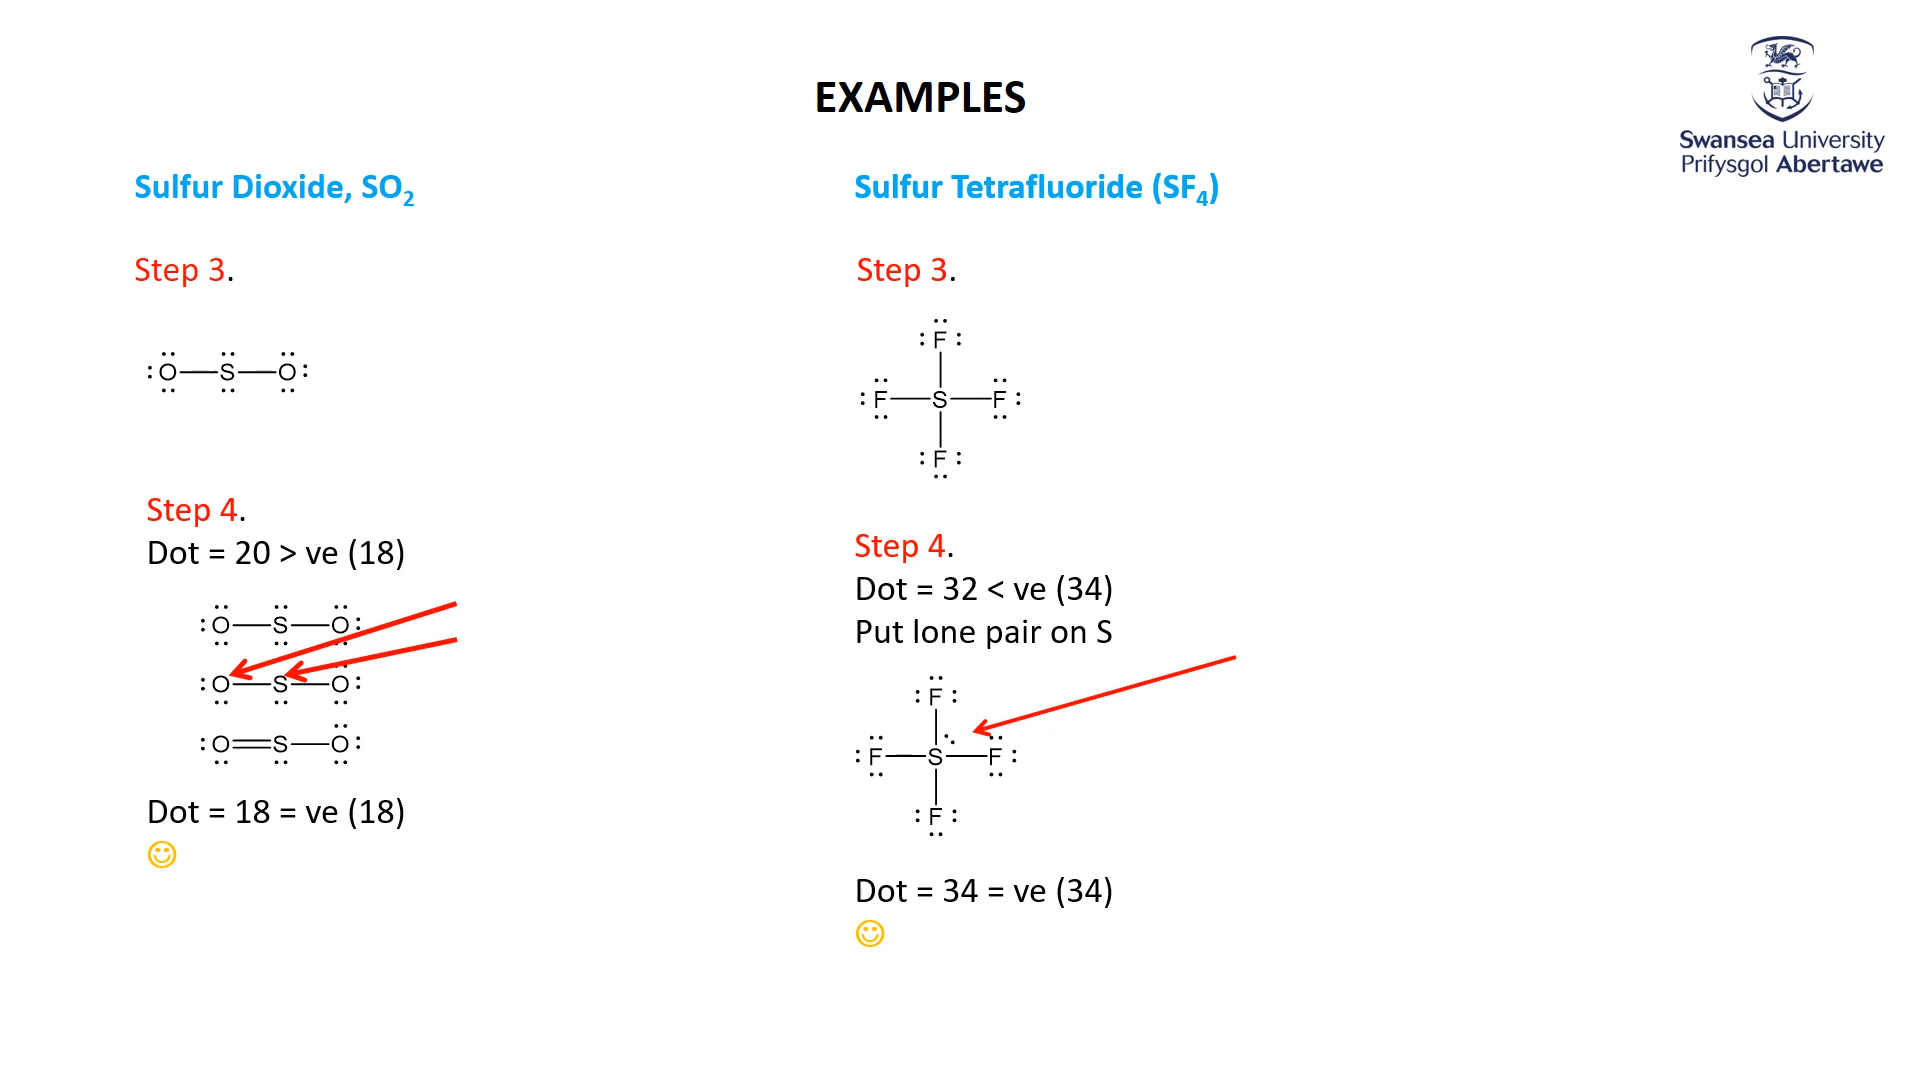 EXAMPLES
Swansea University
Prifysgol Abertawe
Sulfur Dioxide, SO2
Step 3.
:O—S—O:
Step 4.
Dot = 20 > ve (18)
:O—S—O:
:O—S—O:
:O=S—O:
Dot = 18 = ve (18)
☺
Sulfur Tetrafluoride (SF4)
Step 3.
:F:
:F—S—F:
:F:
Step 4.
Dot = 32 < ve (34)
Put lone pair on S
:F:
:F—S—F:
:F:
Dot = 34 = ve (34)
☺